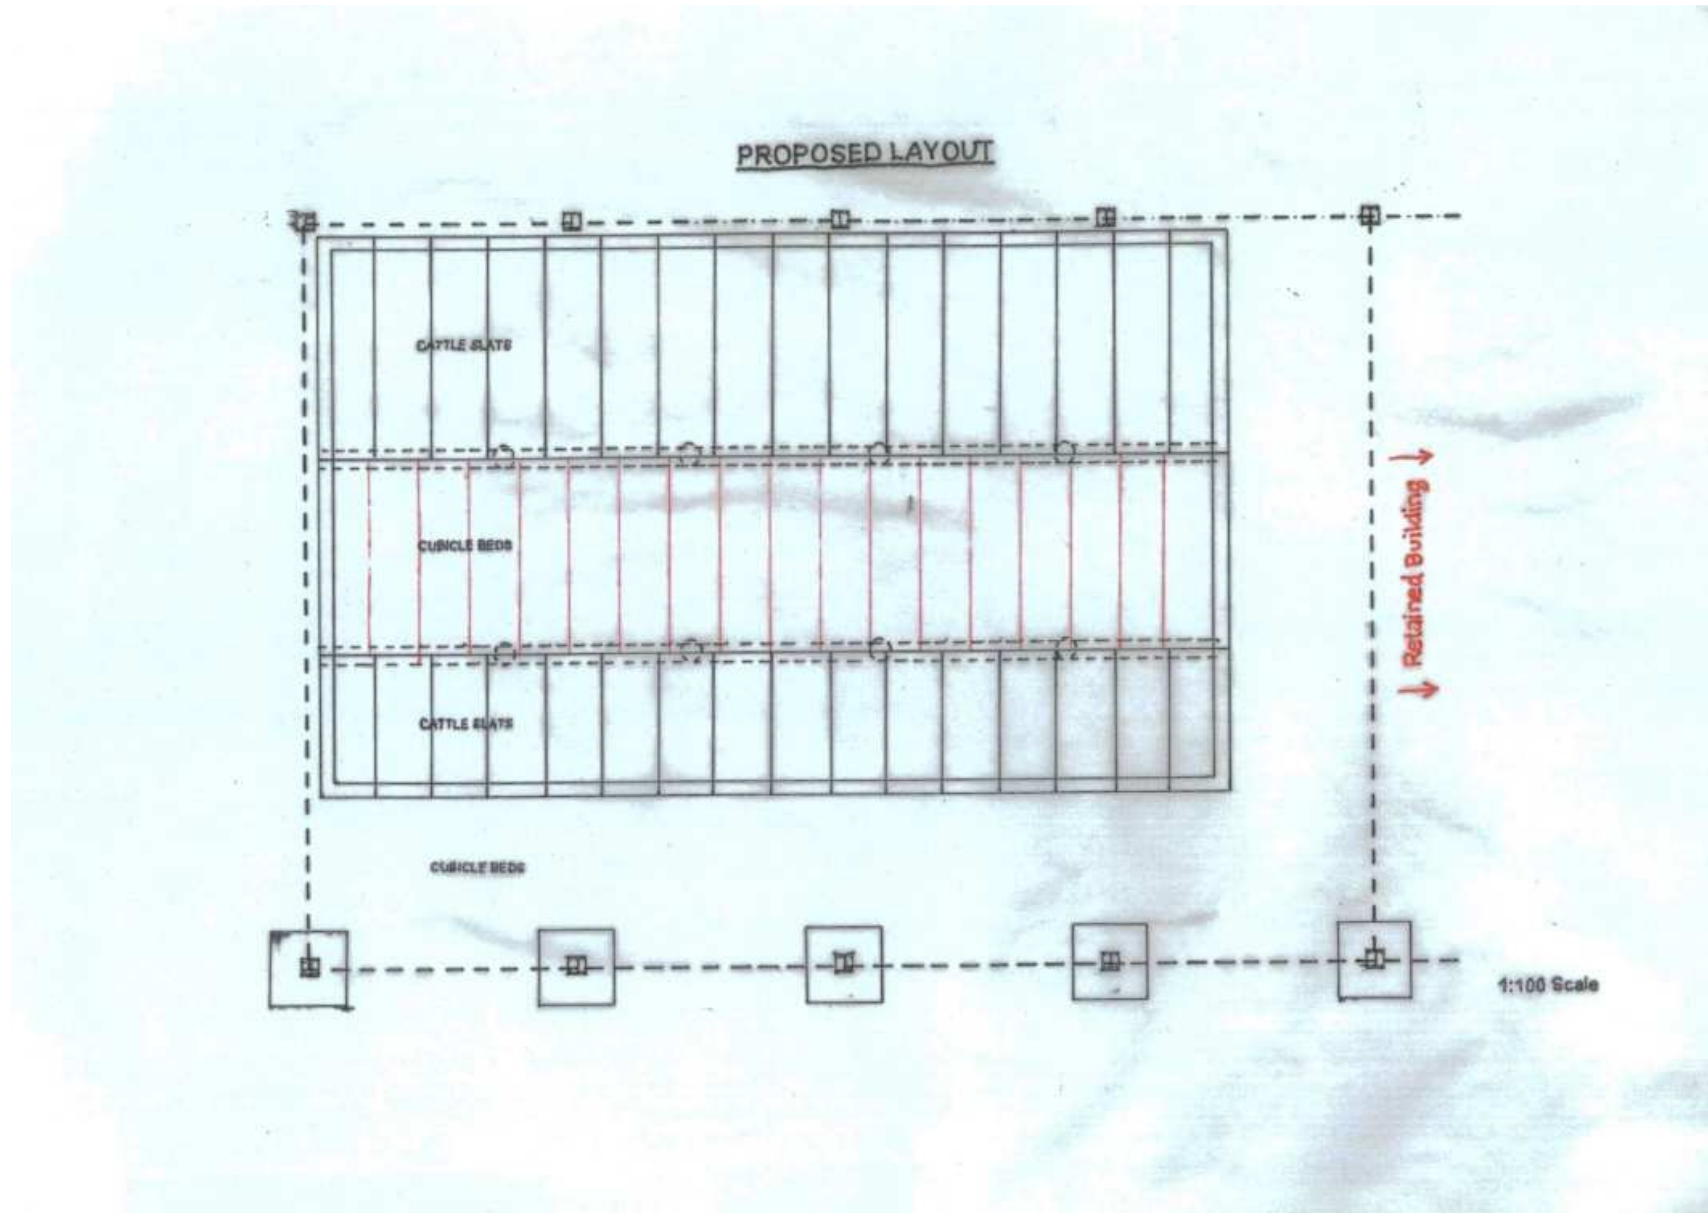 PROPOSED LAYOUT
CATTLE SLATS
Retained Building
CUBICLE BEDS
CATTLE SLATS
CUBICLE BEDS
1:100 Scale